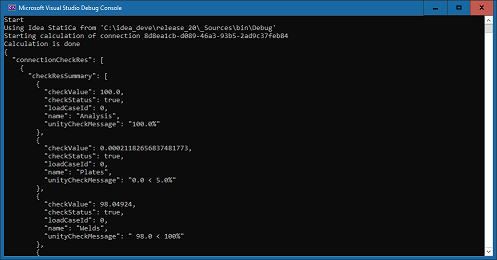 Microsoft Visual Studio Debug Console
Start
Using Idea StatiCa from 'C:\idea_deve\release_20\_Sources\bin\Debug'
Starting calculation of connection 8d8ea1cb-d089-46a3-93b5-2ad9c37feb84
Calculation is done
{
"connectionCheckRes": [
{
"checkResSummary": [
{
"checkValue": 100.0,
"checkStatus": true,
"loadCaseId": 0,
"name": "Analysis",
"unityCheckMessage": "100.0%"
},
{
"checkValue": 0.00021182656837481773,
"checkStatus": true,
"loadCaseId": 0,
"name": "Plates",
"unityCheckMessage": "0.0 < 5.0%"
},
{
"checkValue": 98.04924,
"checkStatus": true,
"loadCaseId": 0,
"name": "Welds",
"unityCheckMessage": " 98.0 < 100%"
},
{